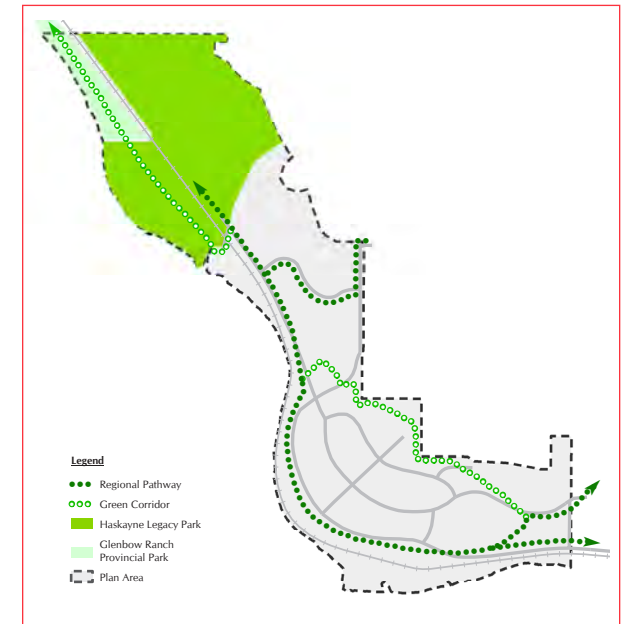 Legend
Regional Pathway
Green Corridor
Haskayne Legacy Park
Glenbow Ranch
Provincial Park
Plan Area